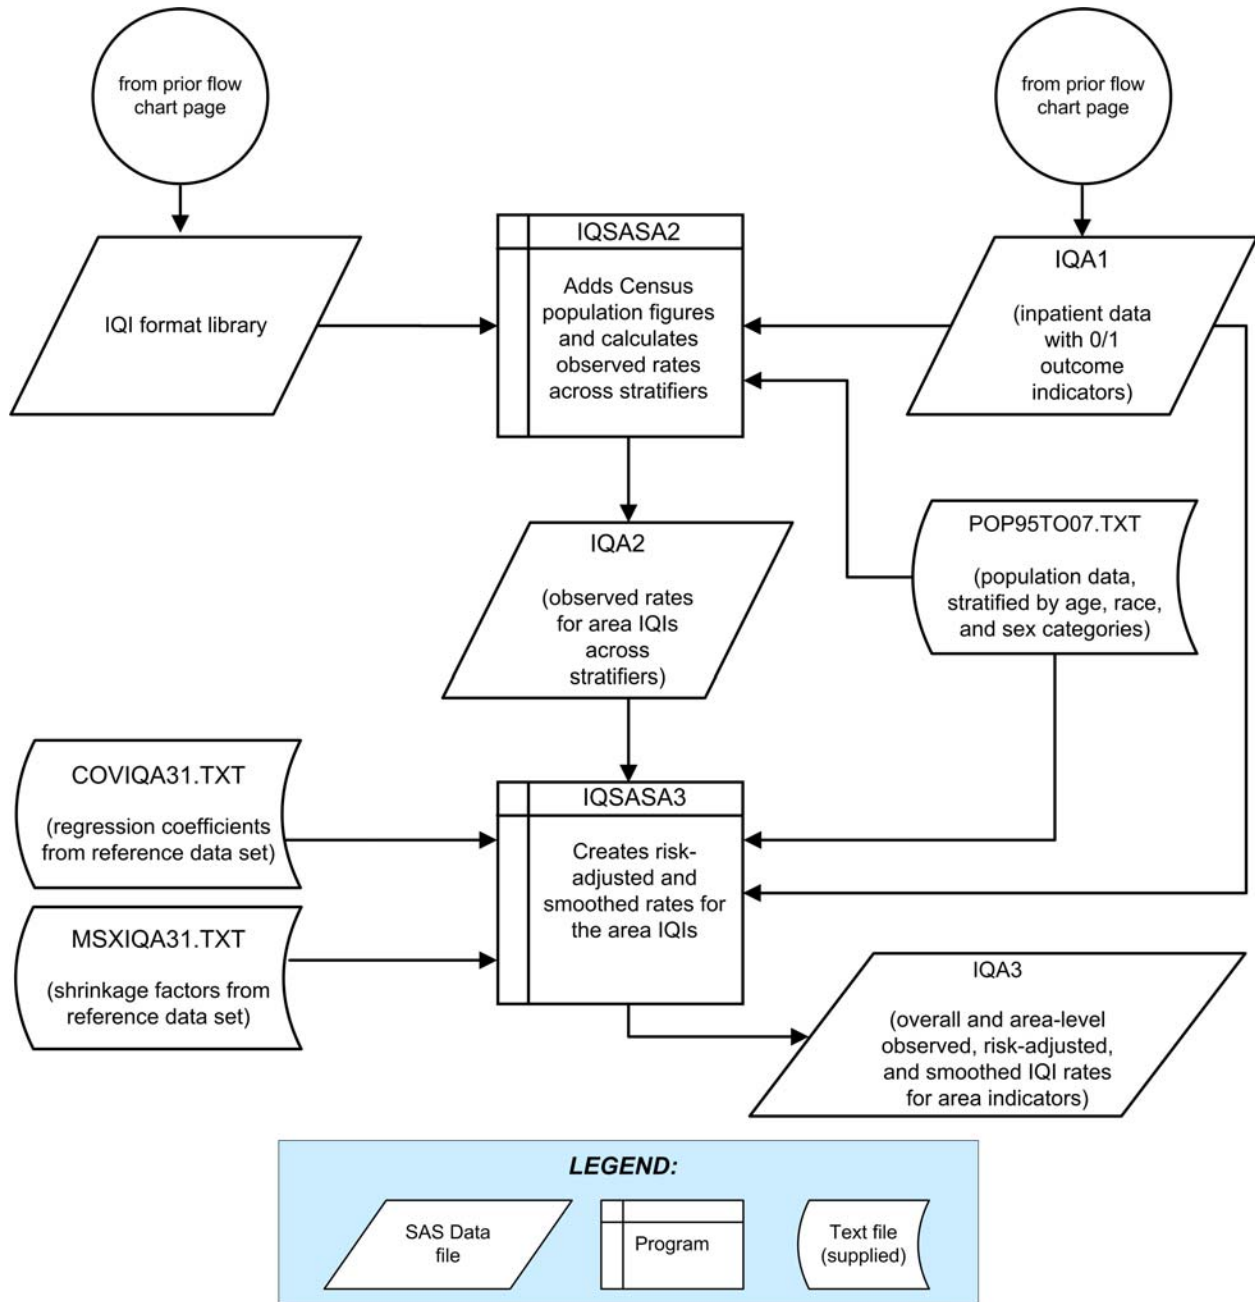 from prior flow
chart page
from prior flow
chart page
IQI format library
IQSASA2
Adds Census
population figures
and calculates
observed rates
across stratifiers
IQA1
(inpatient data
with 0/1
outcome
indicators)
IQA2
(observed rates
for area IQIs
across
stratifiers)
POP95TO07.TXT
(population data,
stratified by age, race,
and sex categories)
COVIQA31.TXT
(regression coefficients
from reference data set)
IQSASA3
Creates risk-
adjusted and
smoothed rates for
the area IQIs
MSXIQA31.TXT
(shrinkage factors from
reference data set)
IQA3
(overall and area-level
observed, risk-adjusted,
and smoothed IQI rates
for area indicators)
LEGEND:
SAS Data
file
Program
Text file
(supplied)